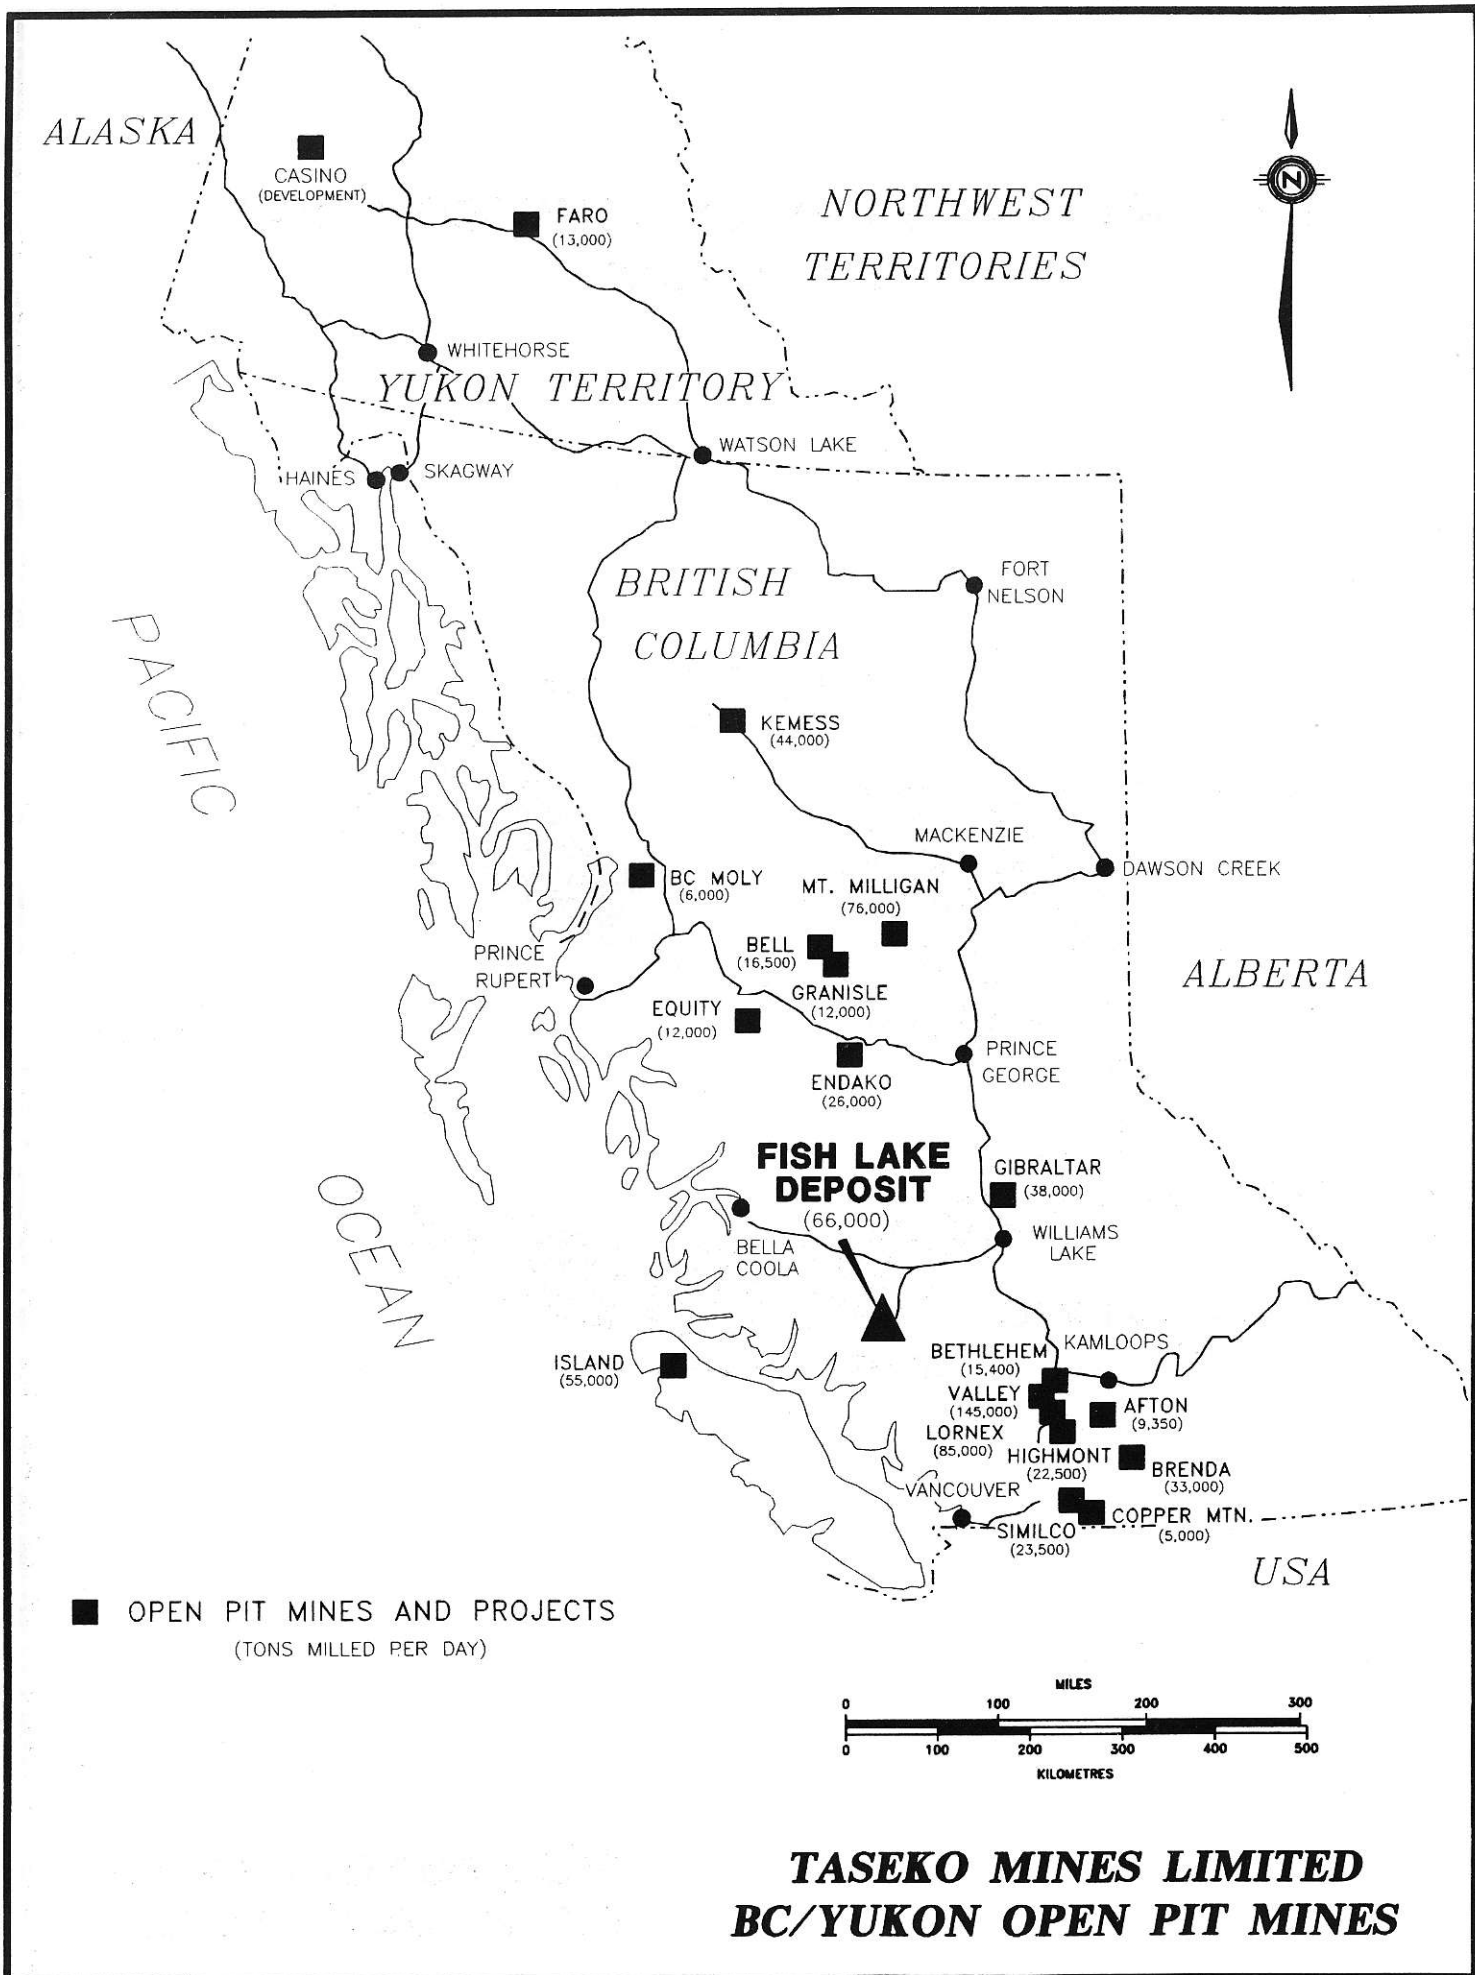 ALASKA
CASINO
(DEVELOPMENT)
FARO
(13,000)
NORTHWEST
TERRITORIES
N
WHITEHORSE
YUKON TERRITORY
WATSON LAKE
HAINES
SKAGWAY
FORT
NELSON
BRITISH
COLUMBIA
PACIFIC
KEMESS
(44,000)
MACKENZIE
DAWSON CREEK
BC MOLY
(6,000)
MT. MILLIGAN
(76,000)
BELL
(16,500)
GRANISLE
(12,000)
PRINCE
RUPERT
ALBERTA
EQUITY
(12,000)
ENDAKO
(26,000)
PRINCE
GEORGE
FISH LAKE
DEPOSIT
(66,000)
GIBRALTAR
(38,000)
OCEAN
BELLA
COOLA
WILLIAMS
LAKE
ISLAND
(55,000)
BETHLEHEM
(15,400)
KAMLOOPS
VALLEY
(145,000)
AFTON
(9,350)
LORNEX
(85,000)
HIGHMONT
(22,500)
BRENDA
(33,000)
VANCOUVER
SIMILCO
(23,500)
COPPER MTN.
(5,000)
USA
OPEN PIT MINES AND PROJECTS
(TONS MILLED PER DAY)
MILES
0 100 200 300
0 100 200 300 400 500
KILOMETRES
TASEKO MINES LIMITED
BC/YUKON OPEN PIT MINES